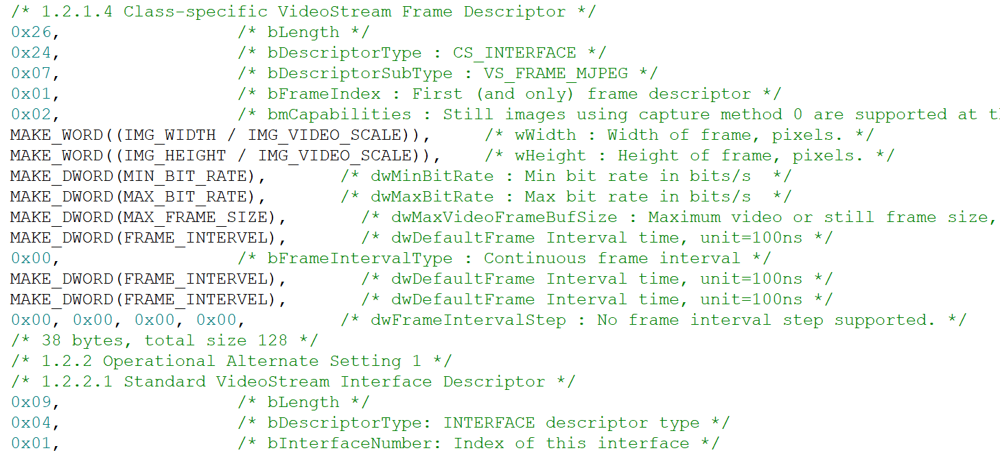 /* 1.2.1.4 Class-specific VideoStream Frame Descriptor */
0x26, /* bLength */
0x24, /* bDescriptorType : CS_INTERFACE */
0x07, /* bDescriptorSubType : VS_FRAME_MJPEG */
0x01, /* bFrameIndex : First (and only) frame descriptor */
0x02, /* bmCapabilities : Still images using capture method 0 are supported at
MAKE_WORD((IMG_WIDTH / IMG_VIDEO_SCALE)), /* wWidth : Width of frame, pixels. */
MAKE_WORD((IMG_HEIGHT / IMG_VIDEO_SCALE)), /* wHeight : Height of frame, pixels. */
MAKE_DWORD(MIN_BIT_RATE), /* dwMinBitRate : Min bit rate in bits/s */
MAKE_DWORD(MAX_BIT_RATE), /* dwMaxBitRate : Max bit rate in bits/s */
MAKE_DWORD(MAX_FRAME_SIZE), /* dwMaxVideoFrameBufSize : Maximum video or still frame size,
MAKE_DWORD(FRAME_INTERVEL), /* dwDefaultFrame Interval time, unit=100ns */
0x00, /* bFrameIntervalType : Continuous frame interval */
MAKE_DWORD(FRAME_INTERVEL), /* dwDefaultFrame Interval time, unit=100ns */
MAKE_DWORD(FRAME_INTERVEL), /* dwDefaultFrame Interval time, unit=100ns */
0x00, 0x00, 0x00, 0x00, /* dwFrameIntervalStep : No frame interval step supported. */
/* 38 bytes, total size 128 */
/* 1.2.2 Operational Alternate Setting 1 */
/* 1.2.2.1 Standard VideoStream Interface Descriptor */
0x09, /* bLength */
0x04, /* bDescriptorType: INTERFACE descriptor type */
0x01, /* bInterfaceNumber: Index of this interface */